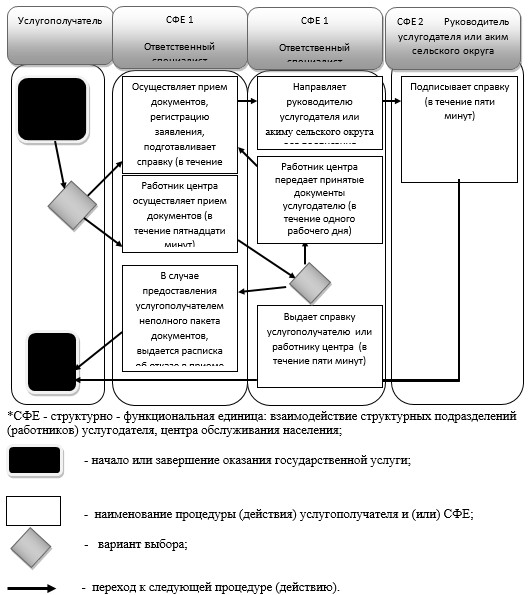 Услугополучатель
СФЕ 1
Ответственный
специалист
СФЕ 1
Ответственный
специалист
СФЕ 2 Руководитель
услугодателя или аким
сельского округа
Осуществляет прием
документов,
регистрацию
заявления,
подготавливает
справку (в течение
Направляет
руководителю
услугодателя или
акиму сельского округа
Подписывает справку
(в течение пяти
минут)
Работник центра
осуществляет прием
документов (в
течение пятнадцати
минут)
Работник центра
передает принятые
документы
услугодателю (в
течение одного
рабочего дня)
В случае
предоставления
услугополучателем
неполного пакета
документов,
выдается расписка
об отказе в приеме
Выдает справку
услугополучателю или
работнику центра (в
течение пяти минут)
*СФЕ - структурно - функциональная единица: взаимодействие структурных подразделений
(работников) услугодателя, центра обслуживания населения;
- начало или завершение оказания государственной услуги;
- наименование процедуры (действия) услугополучателя и (или) СФЕ;
- вариант выбора;
- переход к следующей процедуре (действию).